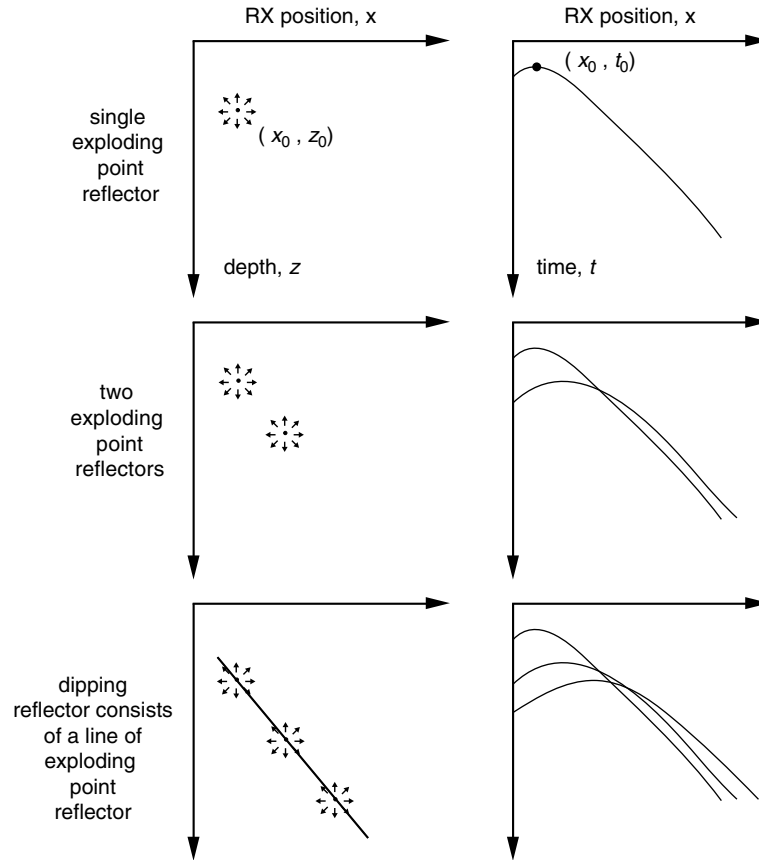 RX position, x
RX position, x
( x0 , t0)
single
exploding
point
reflector
( x0 , z0)
depth, z
time, t
two
exploding
point
reflectors
dipping
reflector consists
of a line of
exploding
point
reflector